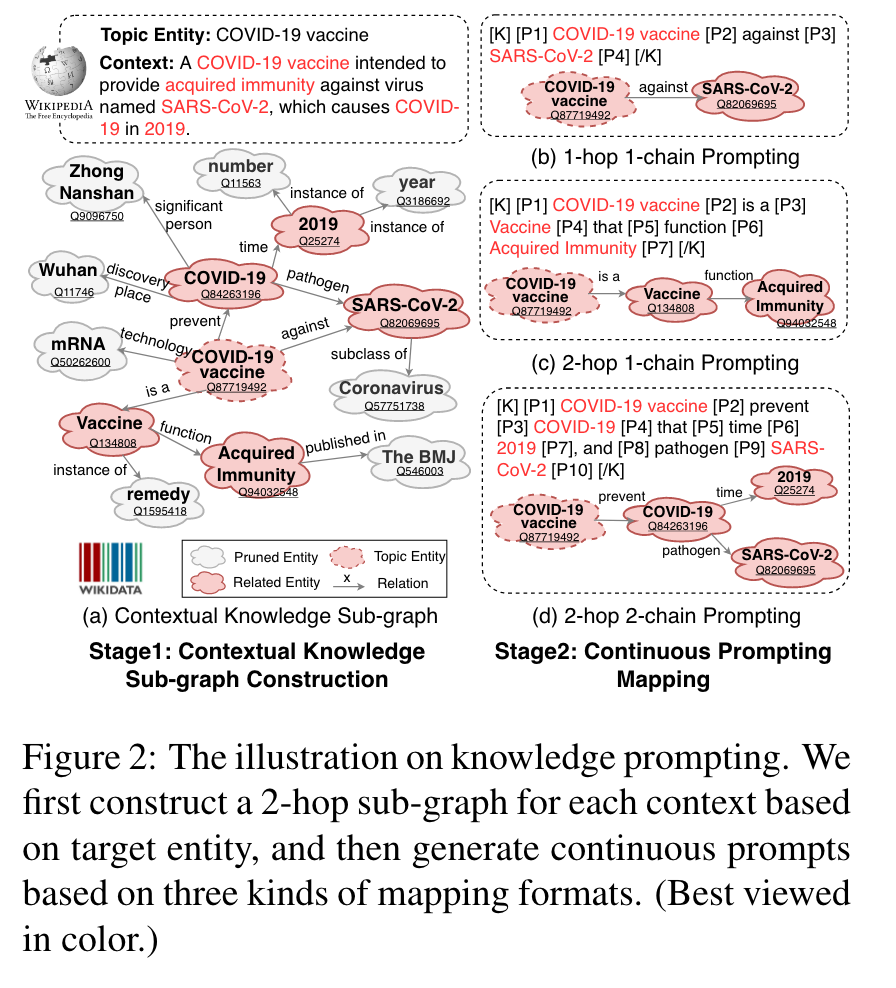 Topic Entity: COVID-19 vaccine
Context: A COVID-19 vaccine intended to
provide acquired immunity against virus
named SARS-CoV-2, which causes COVID-
19 in 2019.
WIKIPEDIA
The Free Encyclopedia
Zhong
Nanshan
Q9096750
number
Q11563
year
Q3186692
instance of
instance of
significant
person
2019
Q25274
time
Wuhan
Q11746
discovery
place
COVID-19
Q84263196
pathogen
SARS-CoV-2
Q82069695
prevent
against
mRNA
Q50262600
technology
COVID-19
vaccine
Q87719492
subclass of
Coronavirus
Q57751738
is a
Vaccine
Q134808
function
Acquired
Immunity
Q94032548
published in
The BMJ
Q546003
instance of
remedy
Q1595418
WIKIDATA
Pruned Entity
Topic Entity
Related Entity
x
Relation
(a) Contextual Knowledge Sub-graph
Stage1: Contextual Knowledge
Sub-graph Construction
[K] [P1] COVID-19 vaccine [P2] against [P3]
SARS-CoV-2 [P4] [/K]
COVID-19
vaccine
Q87719492
against
SARS-CoV-2
Q82069695
(b) 1-hop 1-chain Prompting
[K] [P1] COVID-19 vaccine [P2] is a [P3]
Vaccine [P4] that [P5] function [P6]
Acquired Immunity [P7] [/K]
COVID-19
vaccine
Q87719492
is a
Vaccine
Q134808
function
Acquired
Immunity
Q94032548
(c) 2-hop 1-chain Prompting
[K] [P1] COVID-19 vaccine [P2] prevent
[P3] COVID-19 [P4] that [P5] time [P6]
2019 [P7], and [P8] pathogen [P9] SARS-
CoV-2 [P10] [/K]
COVID-19
vaccine
Q87719492
prevent
COVID-19
Q84263196
time
2019
Q25274
pathogen
SARS-CoV-2
Q82069695
(d) 2-hop 2-chain Prompting
Stage2: Continuous Prompting
Mapping
Figure 2: The illustration on knowledge prompting. We
first construct a 2-hop sub-graph for each context based
on target entity, and then generate continuous prompts
based on three kinds of mapping formats. (Best viewed
in color.)